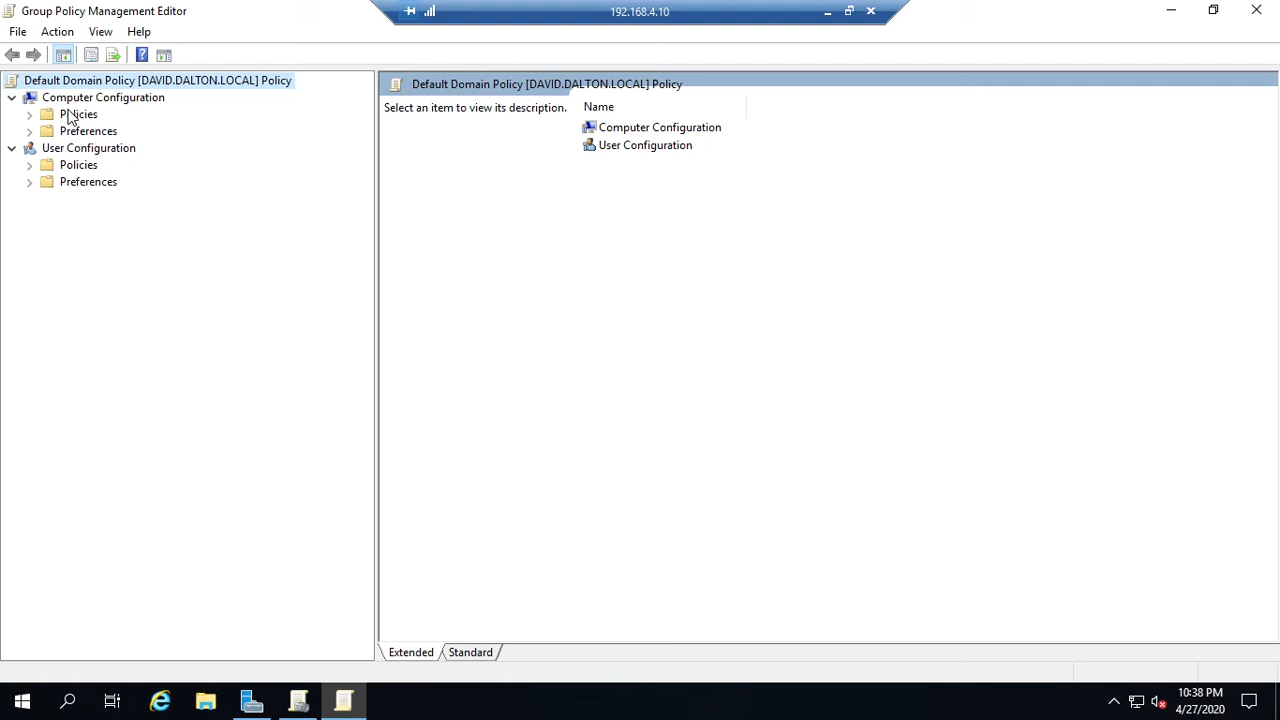 Group Policy Management Editor
192.168.4.10
File Action View Help
Default Domain Policy [DAVID.DALTON.LOCAL] Policy
Computer Configuration
Policies
Preferences
User Configuration
Policies
Preferences
Default Domain Policy [DAVID.DALTON.LOCAL] Policy
Select an item to view its description.
Name
Computer Configuration
User Configuration
Extended Standard
10:38 PM
4/27/2020